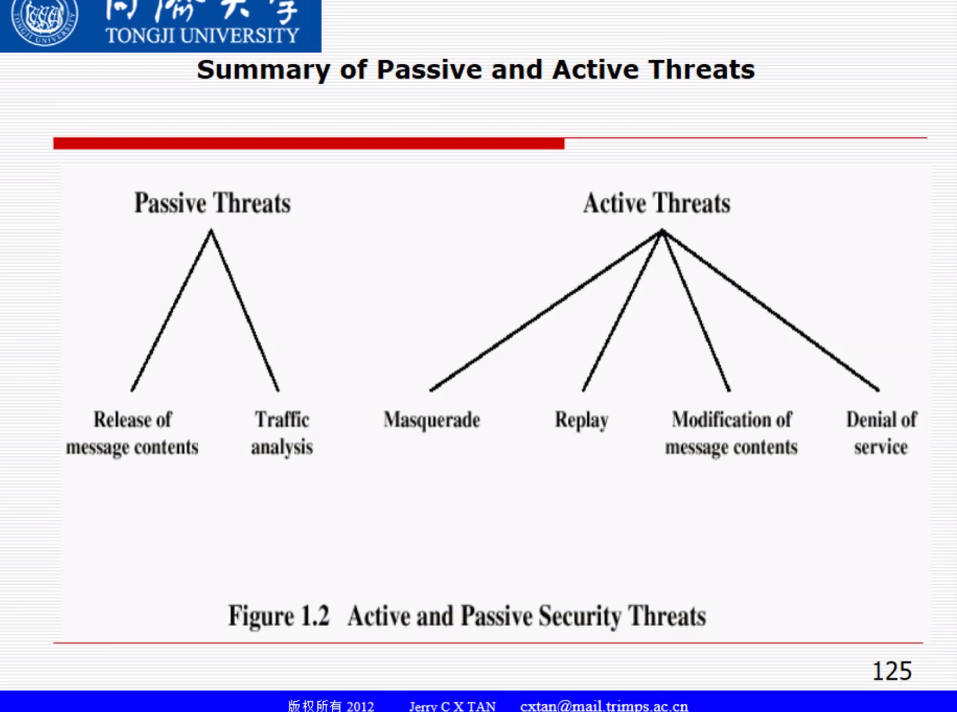 同濟大學
TONGJI UNIVERSITY
Summary of Passive and Active Threats
Passive Threats
Active Threats
Release of
message contents
Traffic
analysis
Masquerade
Replay
Modification of
message contents
Denial of
service
Figure 1.2 Active and Passive Security Threats
125
版权所有 2012 Jerry C X TAN cxtan@mail.trimps.ac.cn